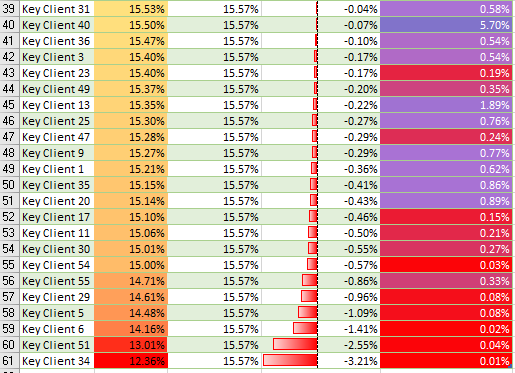 39 Key Client 31 15.53% 15.57% -0.04% 0.58%
40 Key Client 40 15.50% 15.57% -0.07% 5.70%
41 Key Client 36 15.47% 15.57% -0.10% 0.54%
42 Key Client 3 15.40% 15.57% -0.17% 0.54%
43 Key Client 23 15.40% 15.57% -0.17% 0.19%
44 Key Client 49 15.37% 15.57% -0.20% 0.35%
45 Key Client 13 15.35% 15.57% -0.22% 1.89%
46 Key Client 25 15.30% 15.57% -0.27% 0.76%
47 Key Client 47 15.28% 15.57% -0.29% 0.24%
48 Key Client 9 15.27% 15.57% -0.29% 0.77%
49 Key Client 1 15.21% 15.57% -0.36% 0.62%
50 Key Client 35 15.15% 15.57% -0.41% 0.86%
51 Key Client 20 15.14% 15.57% -0.43% 0.89%
52 Key Client 17 15.10% 15.57% -0.46% 0.15%
53 Key Client 11 15.06% 15.57% -0.50% 0.21%
54 Key Client 30 15.01% 15.57% -0.55% 0.27%
55 Key Client 54 15.00% 15.57% -0.57% 0.03%
56 Key Client 55 14.71% 15.57% -0.86% 0.33%
57 Key Client 29 14.61% 15.57% -0.96% 0.08%
58 Key Client 5 14.48% 15.57% -1.09% 0.08%
59 Key Client 6 14.16% 15.57% -1.41% 0.02%
60 Key Client 51 13.01% 15.57% -2.55% 0.04%
61 Key Client 34 12.36% 15.57% -3.21% 0.01%